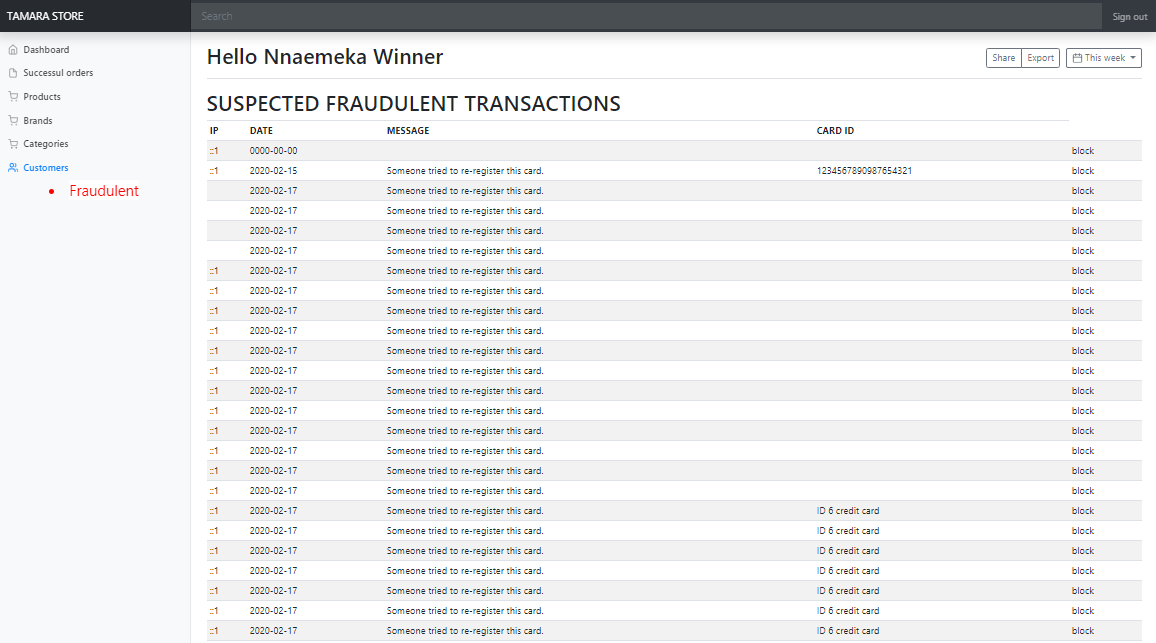 TAMARA STORE Search Sign out
Dashboard
Successul orders
Products
Brands
Categories
Customers
Fraudulent
Hello Nnaemeka Winner
Share Export This week
SUSPECTED FRAUDULENT TRANSACTIONS
IP DATE MESSAGE CARD ID
::1 0000-00-00 block
::1 2020-02-15 Someone tried to re-register this card. 1234567890987654321 block
2020-02-17 Someone tried to re-register this card. block
2020-02-17 Someone tried to re-register this card. block
2020-02-17 Someone tried to re-register this card. block
2020-02-17 Someone tried to re-register this card. block
::1 2020-02-17 Someone tried to re-register this card. block
::1 2020-02-17 Someone tried to re-register this card. block
::1 2020-02-17 Someone tried to re-register this card. block
::1 2020-02-17 Someone tried to re-register this card. block
::1 2020-02-17 Someone tried to re-register this card. block
::1 2020-02-17 Someone tried to re-register this card. block
::1 2020-02-17 Someone tried to re-register this card. block
::1 2020-02-17 Someone tried to re-register this card. block
::1 2020-02-17 Someone tried to re-register this card. block
::1 2020-02-17 Someone tried to re-register this card. block
::1 2020-02-17 Someone tried to re-register this card. block
::1 2020-02-17 Someone tried to re-register this card. block
::1 2020-02-17 Someone tried to re-register this card. ID 6 credit card block
::1 2020-02-17 Someone tried to re-register this card. ID 6 credit card block
::1 2020-02-17 Someone tried to re-register this card. ID 6 credit card block
::1 2020-02-17 Someone tried to re-register this card. ID 6 credit card block
::1 2020-02-17 Someone tried to re-register this card. ID 6 credit card block
::1 2020-02-17 Someone tried to re-register this card. ID 6 credit card block
::1 2020-02-17 Someone tried to re-register this card. ID 6 credit card block